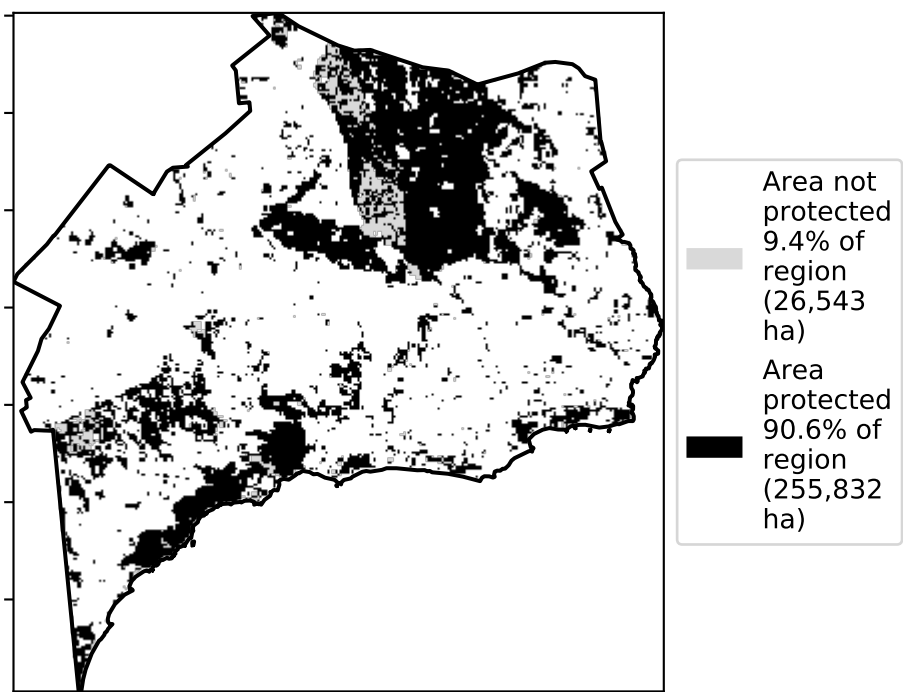 Area not
protected
9.4% of
region
(26,543
ha)
Area
protected
90.6% of
region
(255,832
ha)